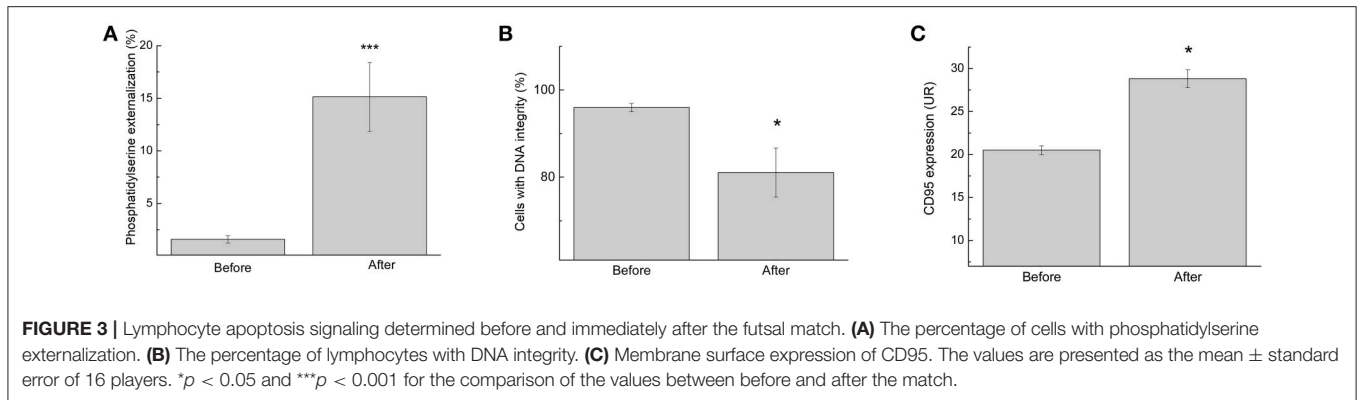 A
Phosphatidylserine externalization (%)
20
15
10
5
***
Before
After
B
Cells with DNA integrity (%)
100
80
*
Before
After
C
CD95 expression (UR)
30
25
20
15
10
*
Before
After
FIGURE 3 | Lymphocyte apoptosis signaling determined before and immediately after the futsal match. (A) The percentage of cells with phosphatidylserine
externalization. (B) The percentage of lymphocytes with DNA integrity. (C) Membrane surface expression of CD95. The values are presented as the mean ± standard
error of 16 players. *p < 0.05 and ***p < 0.001 for the comparison of the values between before and after the match.